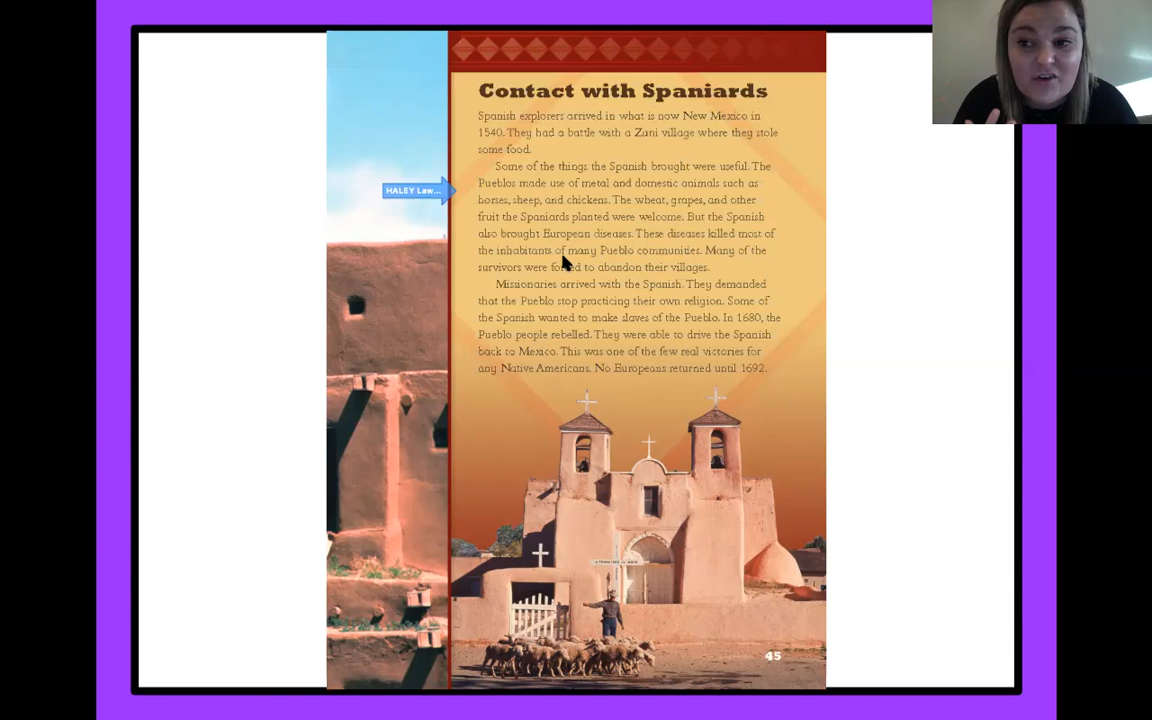 Contact with Spaniards
Spanish explorers arrived in what is now New Mexico in
1540. They had a battle with a Zuni village where they stole
some food.
Some of the things the Spanish brought were useful. The
Pueblos made use of metal and domestic animals such as
horses, sheep, and chickens. The wheat, grapes, and other
fruit the Spaniards planted were welcome. But the Spanish
also brought European diseases. These diseases killed most of
the inhabitants of many Pueblo communities. Many of the
survivors were forced to abandon their villages.
Missionaries arrived with the Spanish. They demanded
that the Pueblo stop practicing their own religion. Some of
the Spanish wanted to make slaves of the Pueblo. In 1680, the
Pueblo people rebelled. They were able to drive the Spanish
back to Mexico. This was one of the few real victories for
any Native Americans. No Europeans returned until 1692.
HALEY Law...
45